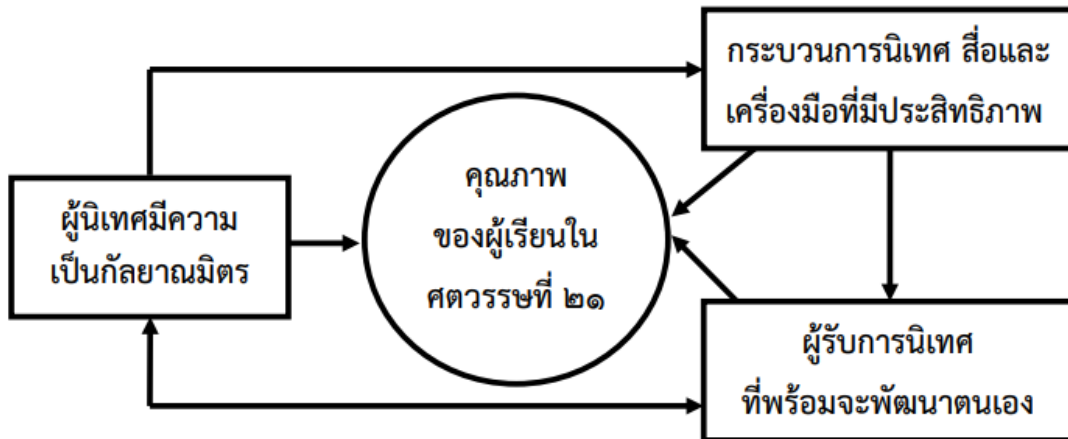 กระบวนการนิเทศ สื่อและ
เครื่องมือที่มีประสิทธิภาพ
คุณภาพ
ของผู้เรียนใน
ศตวรรษที่ ๒๑
ผู้นิเทศมีความ
เป็นกัลยาณมิตร
ผู้รับการนิเทศ
ที่พร้อมจะพัฒนาตนเอง